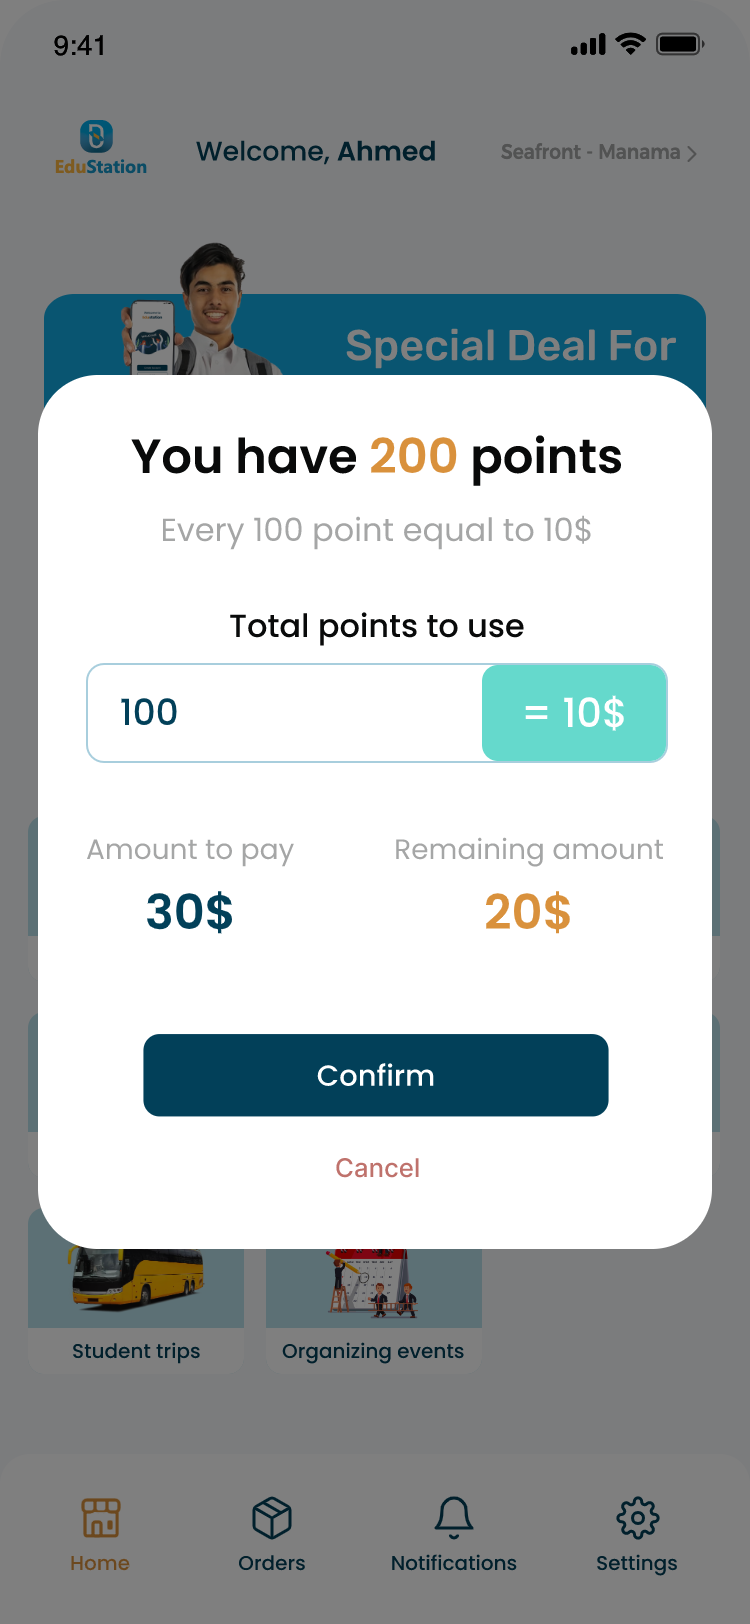 9:41
EduStation
Welcome, Ahmed
Seafront - Manama
Special Deal For
You have 200 points
Every 100 point equal to 10$
Total points to use
100
= 10$
Amount to pay
Remaining amount
30$
20$
Confirm
Cancel
Student trips
Organizing events
Home
Orders
Notifications
Settings